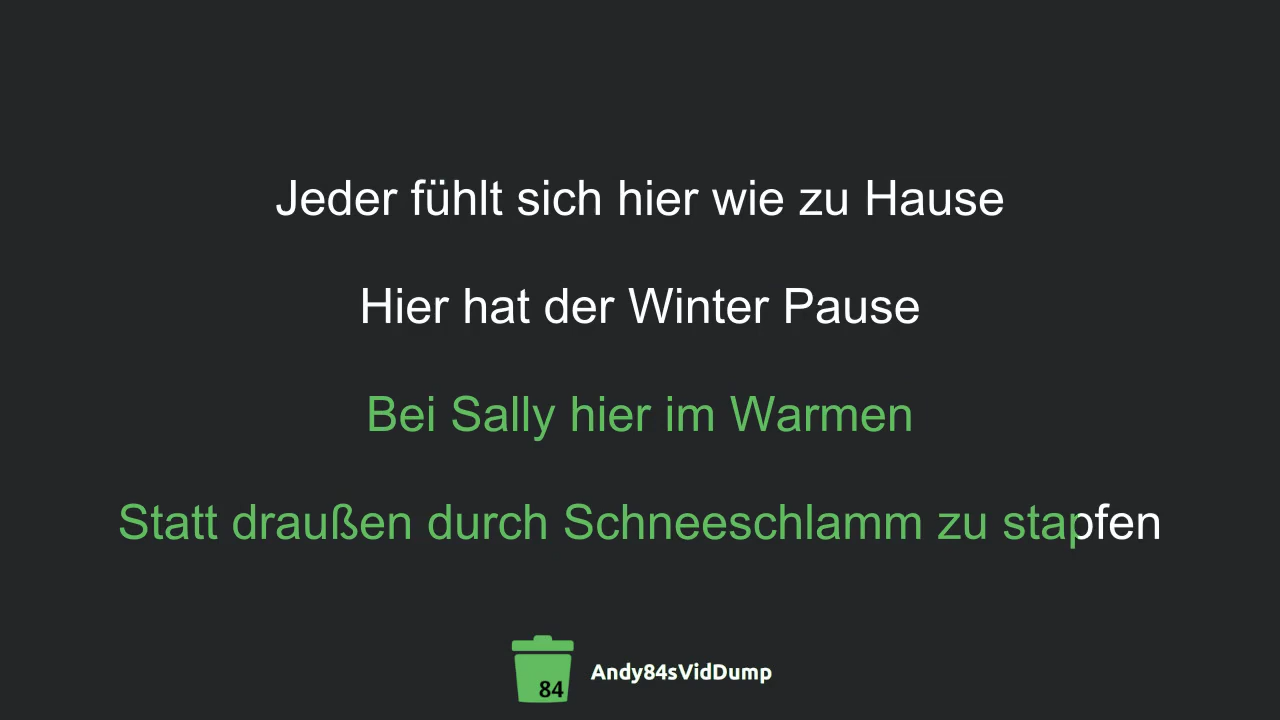 Jeder fühlt sich hier wie zu Hause
Hier hat der Winter Pause
Bei Sally hier im Warmen
Statt draußen durch Schneeschlamm zu stapfen
84
Andy84sVidDump